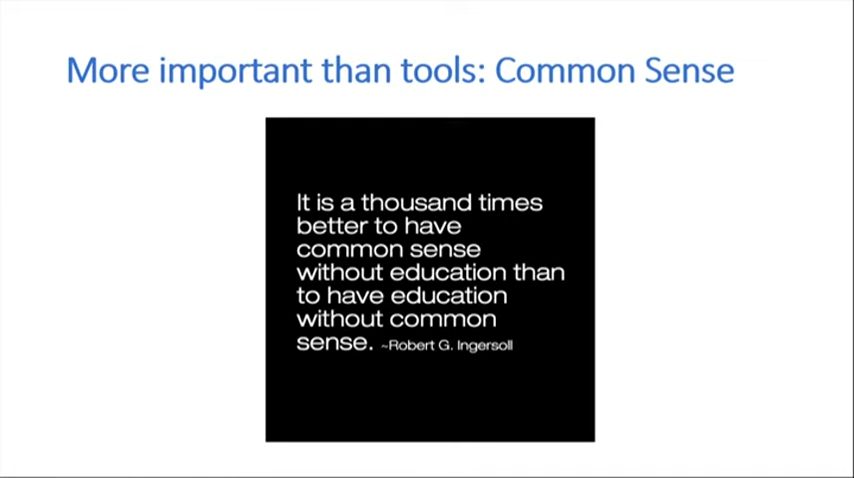 More important than tools: Common Sense
It is a thousand times
better to have
common sense
without education than
to have education
without common
sense. ~Robert G. Ingersoll